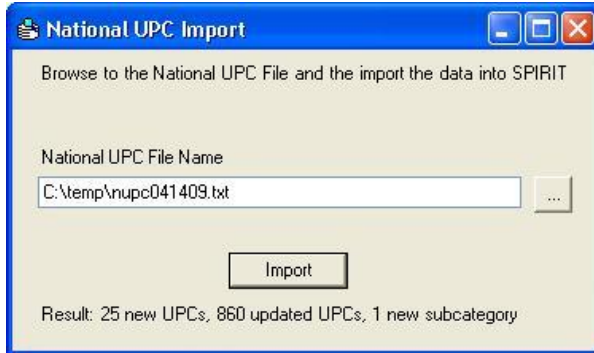 National UPC Import
Browse to the National UPC File and the import the data into SPIRIT
National UPC File Name
C:\temp\nupc041409.txt
...
Import
Result: 25 new UPCs, 860 updated UPCs, 1 new subcategory